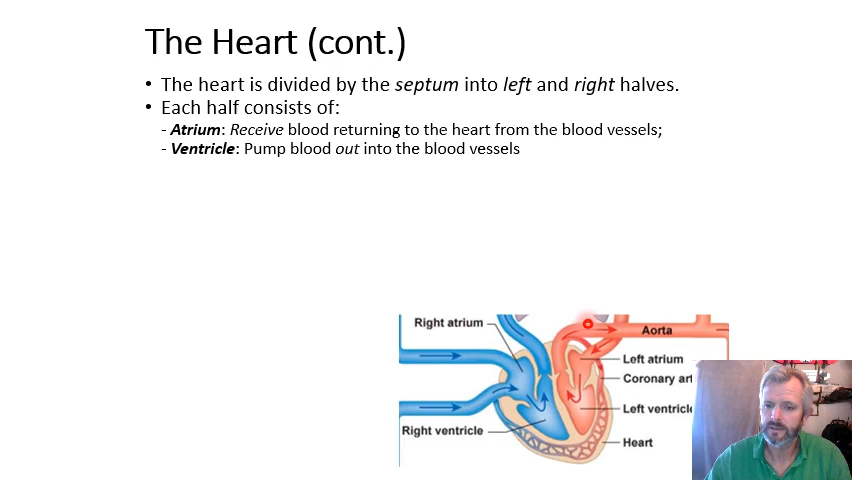 The Heart (cont.)
• The heart is divided by the septum into left and right halves.
• Each half consists of:
- Atrium: Receive blood returning to the heart from the blood vessels;
- Ventricle: Pump blood out into the blood vessels
Right atrium
Aorta
Left atrium
Coronary art
Left ventricle
Right ventricle
Heart